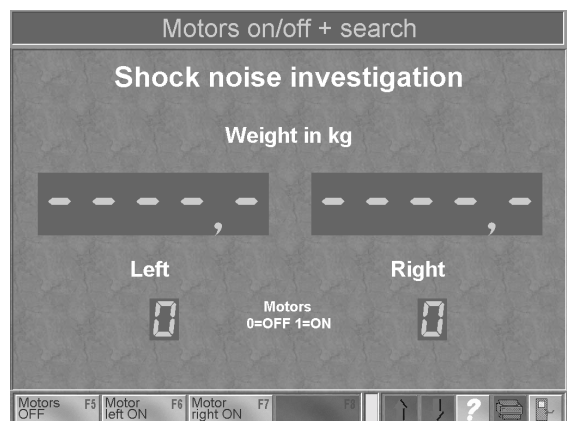 Motors on/off + search
Shock noise investigation
Weight in kg
- - - - , - - - - - , -
Left Right
0 Motors 0
0=OFF 1=ON
Motors F5 Motor F6 Motor F7 F8
OFF left ON right ON ?